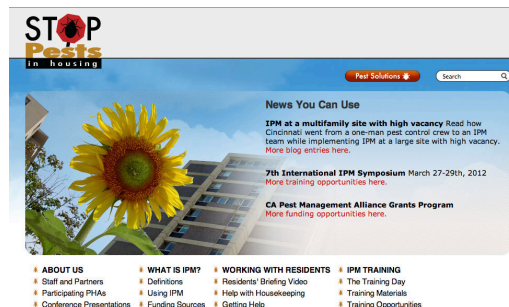 STOP
Pests
in housing
Pest Solutions
Search
News You Can Use
IPM at a multifamily site with high vacancy Read how
Cincinnati went from a one-man pest control crew to an IPM
team while implementing IPM at a large site with high vacancy.
More blog entries here.
7th International IPM Symposium March 27-29th, 2012
More training opportunities here.
CA Pest Management Alliance Grants Program
More funding opportunities here.
ABOUT US
Staff and Partners
Participating PHAs
Conference Presentations
WHAT IS IPM?
Definitions
Using IPM
Funding Sources
WORKING WITH RESIDENTS
Residents' Briefing Video
Help with Housekeeping
Getting Help
IPM TRAINING
The Training Day
Training Materials
Training Opportunities